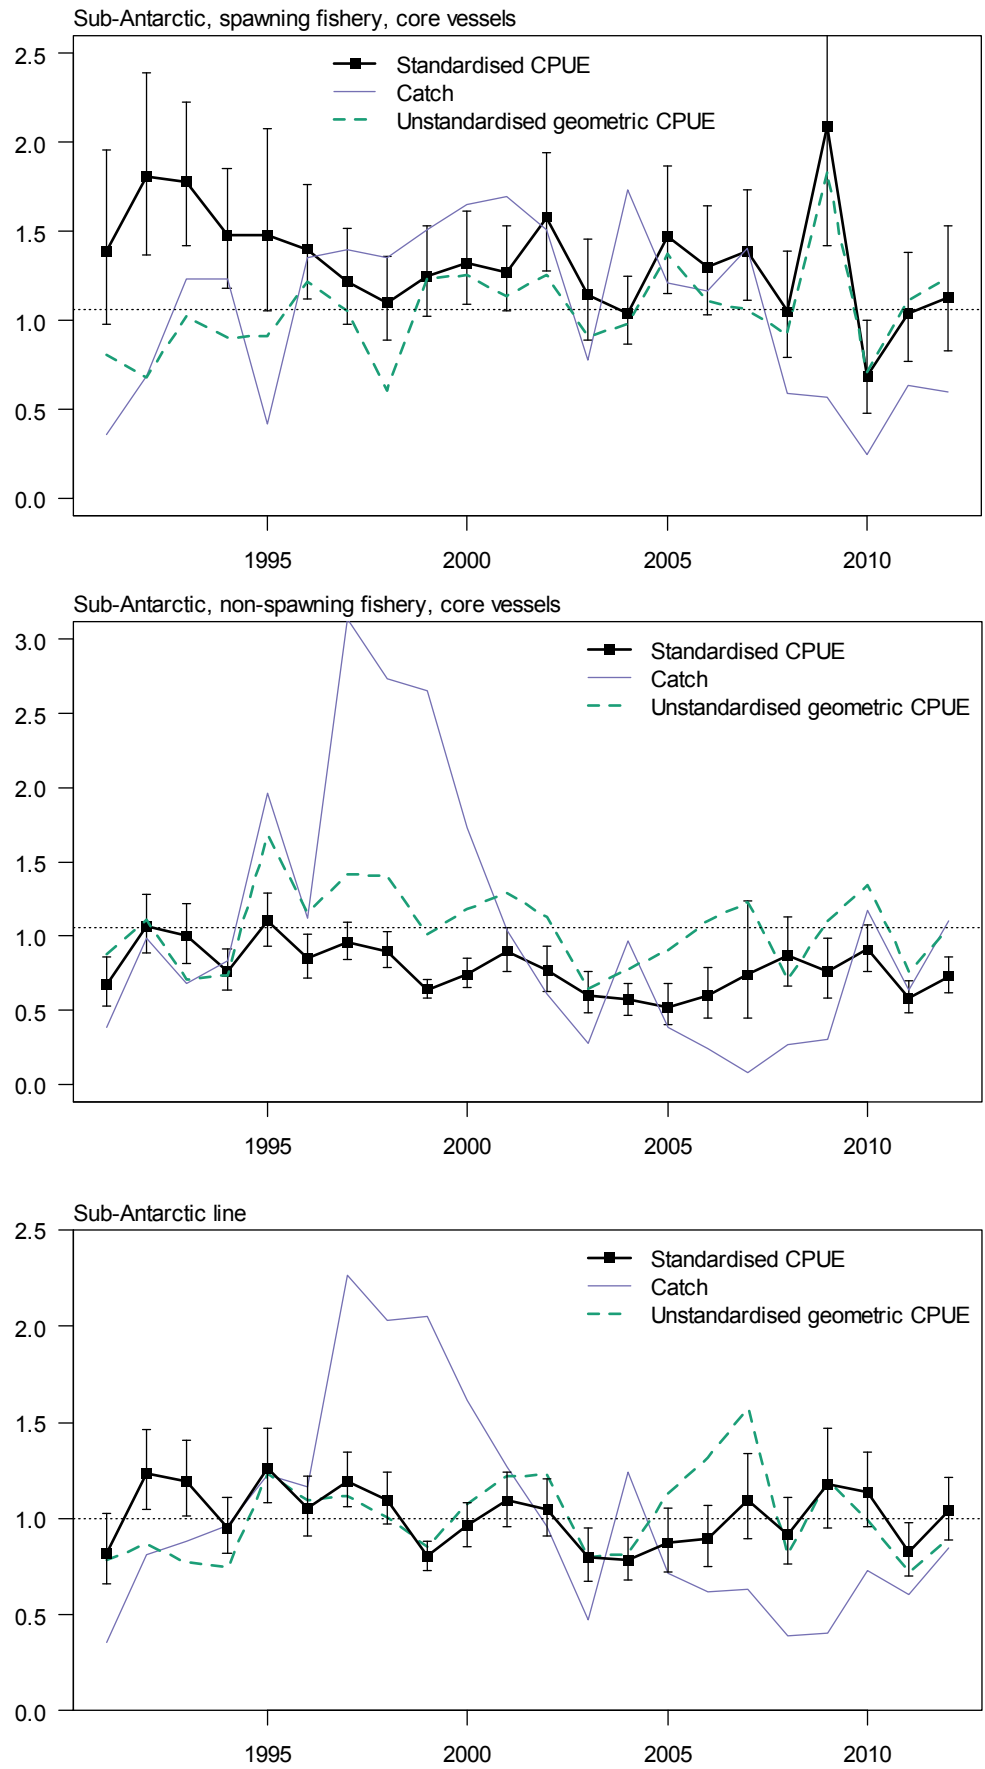 Sub-Antarctic, spawning fishery, core vessels
2.5
2.0
1.5
1.0
0.5
0.0
Standardised CPUE
Catch
Unstandardised geometric CPUE
1995 2000 2005 2010
Sub-Antarctic, non-spawning fishery, core vessels
3.0
2.5
2.0
1.5
1.0
0.5
0.0
Standardised CPUE
Catch
Unstandardised geometric CPUE
1995 2000 2005 2010
Sub-Antarctic line
2.5
2.0
1.5
1.0
0.5
0.0
Standardised CPUE
Catch
Unstandardised geometric CPUE
1995 2000 2005 2010